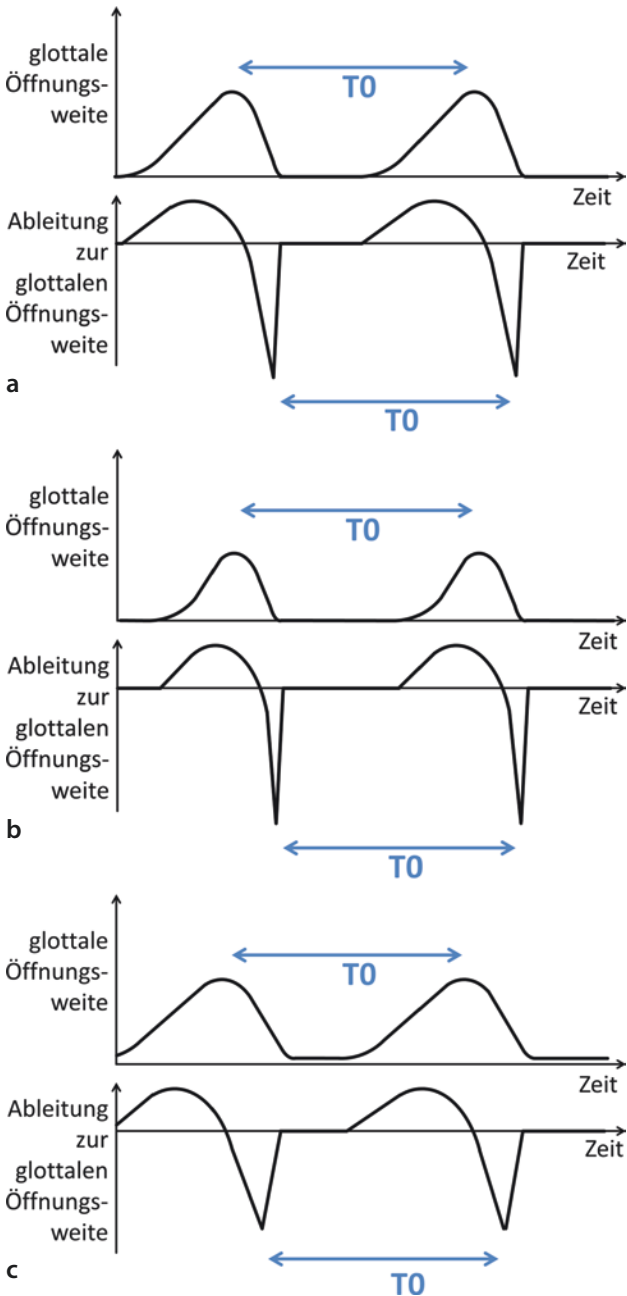 glottale
Öffnungs-
weite
T0
Zeit
Ableitung
zur
glottalen
Öffnungs-
weite
Zeit
T0
a
glottale
Öffnungs-
weite
T0
Zeit
Ableitung
zur
glottalen
Öffnungs-
weite
Zeit
T0
b
glottale
Öffnungs-
weite
T0
Zeit
Ableitung
zur
glottalen
Öffnungs-
weite
Zeit
T0
c